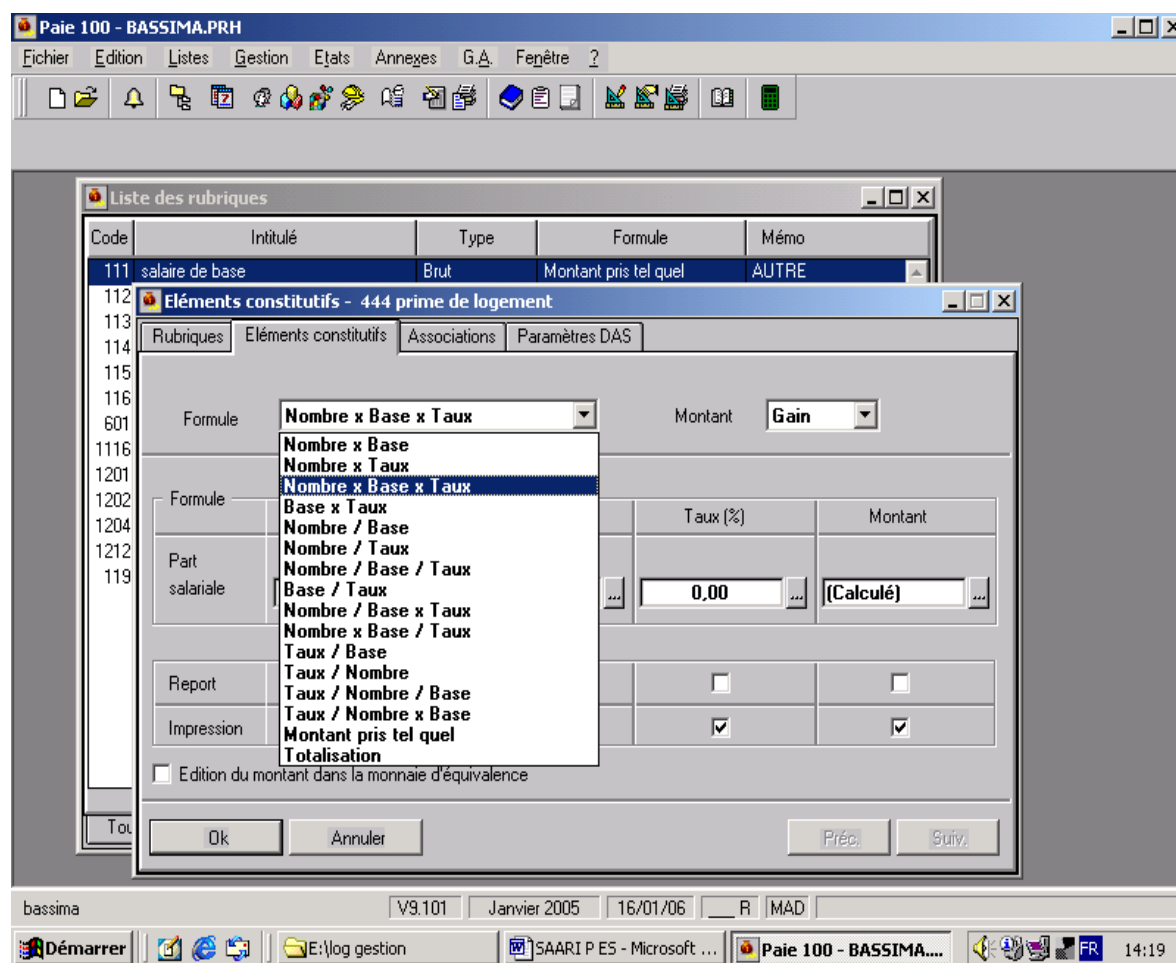 Paie 100 - BASSIMA.PRH
Fichier Edition Listes Gestion Etats Annexes G.A. Fenêtre ?
Liste des rubriques
Code Intitulé Type Formule Mémo
111 salaire de base Brut Montant pris tel quel AUTRE
112
113
114
115
116
601
1116
1201
1202
1204
1212
119
Tou
Eléments constitutifs - 444 prime de logement
Rubriques Eléments constitutifs Associations Paramètres DAS
Formule Nombre x Base x Taux Montant Gain
Nombre x Base
Nombre x Taux
Nombre x Base x Taux
Base x Taux
Nombre / Base
Nombre / Taux
Nombre / Base / Taux
Base / Taux
Nombre / Base x Taux
Nombre x Base / Taux
Taux / Base
Taux / Nombre
Taux / Nombre / Base
Taux / Nombre x Base
Montant pris tel quel
Totalisation
Formule Taux (%) Montant
Part
salariale ... 0,00 ... (Calculé) ...
Report
Impression
Edition du montant dans la monnaie d'équivalence
Ok Annuler Préc. Suiv.
bassima V9.101 Janvier 2005 16/01/06 ___ R MAD
Démarrer E:\log gestion SAARI P ES - Microsoft ... Paie 100 - BASSIMA.... FR 14:19